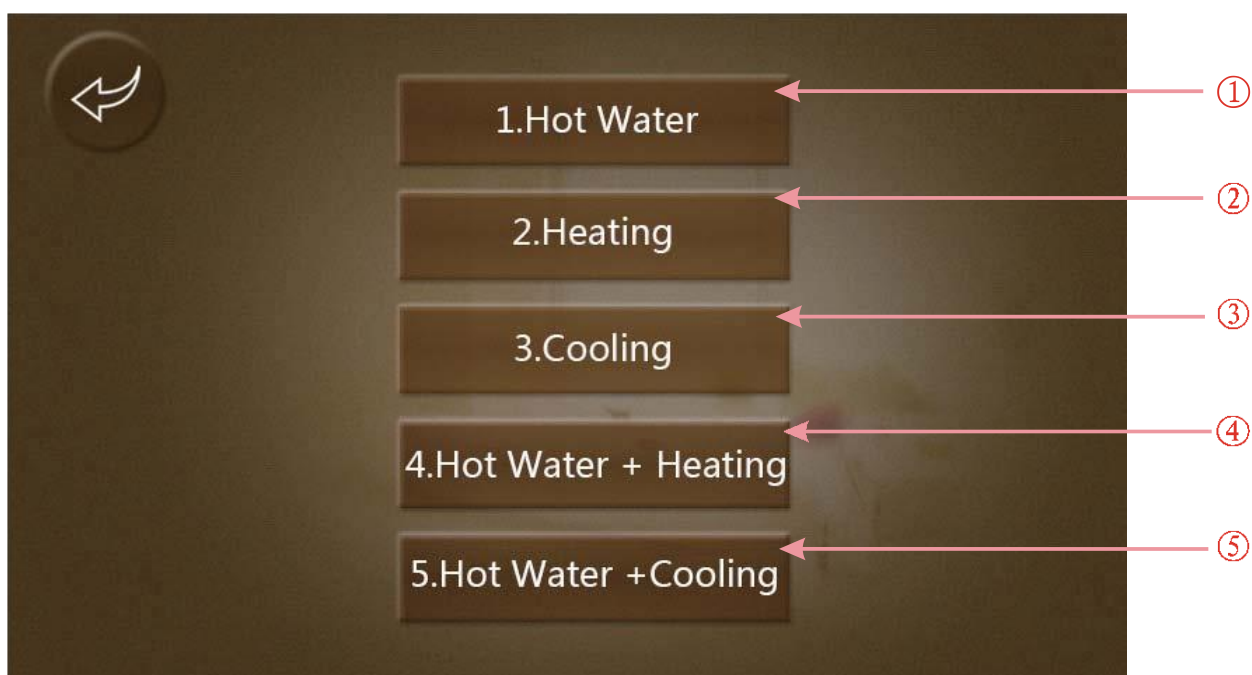 1.Hot Water
①
2.Heating
②
3.Cooling
③
4.Hot Water + Heating
④
5.Hot Water +Cooling
⑤